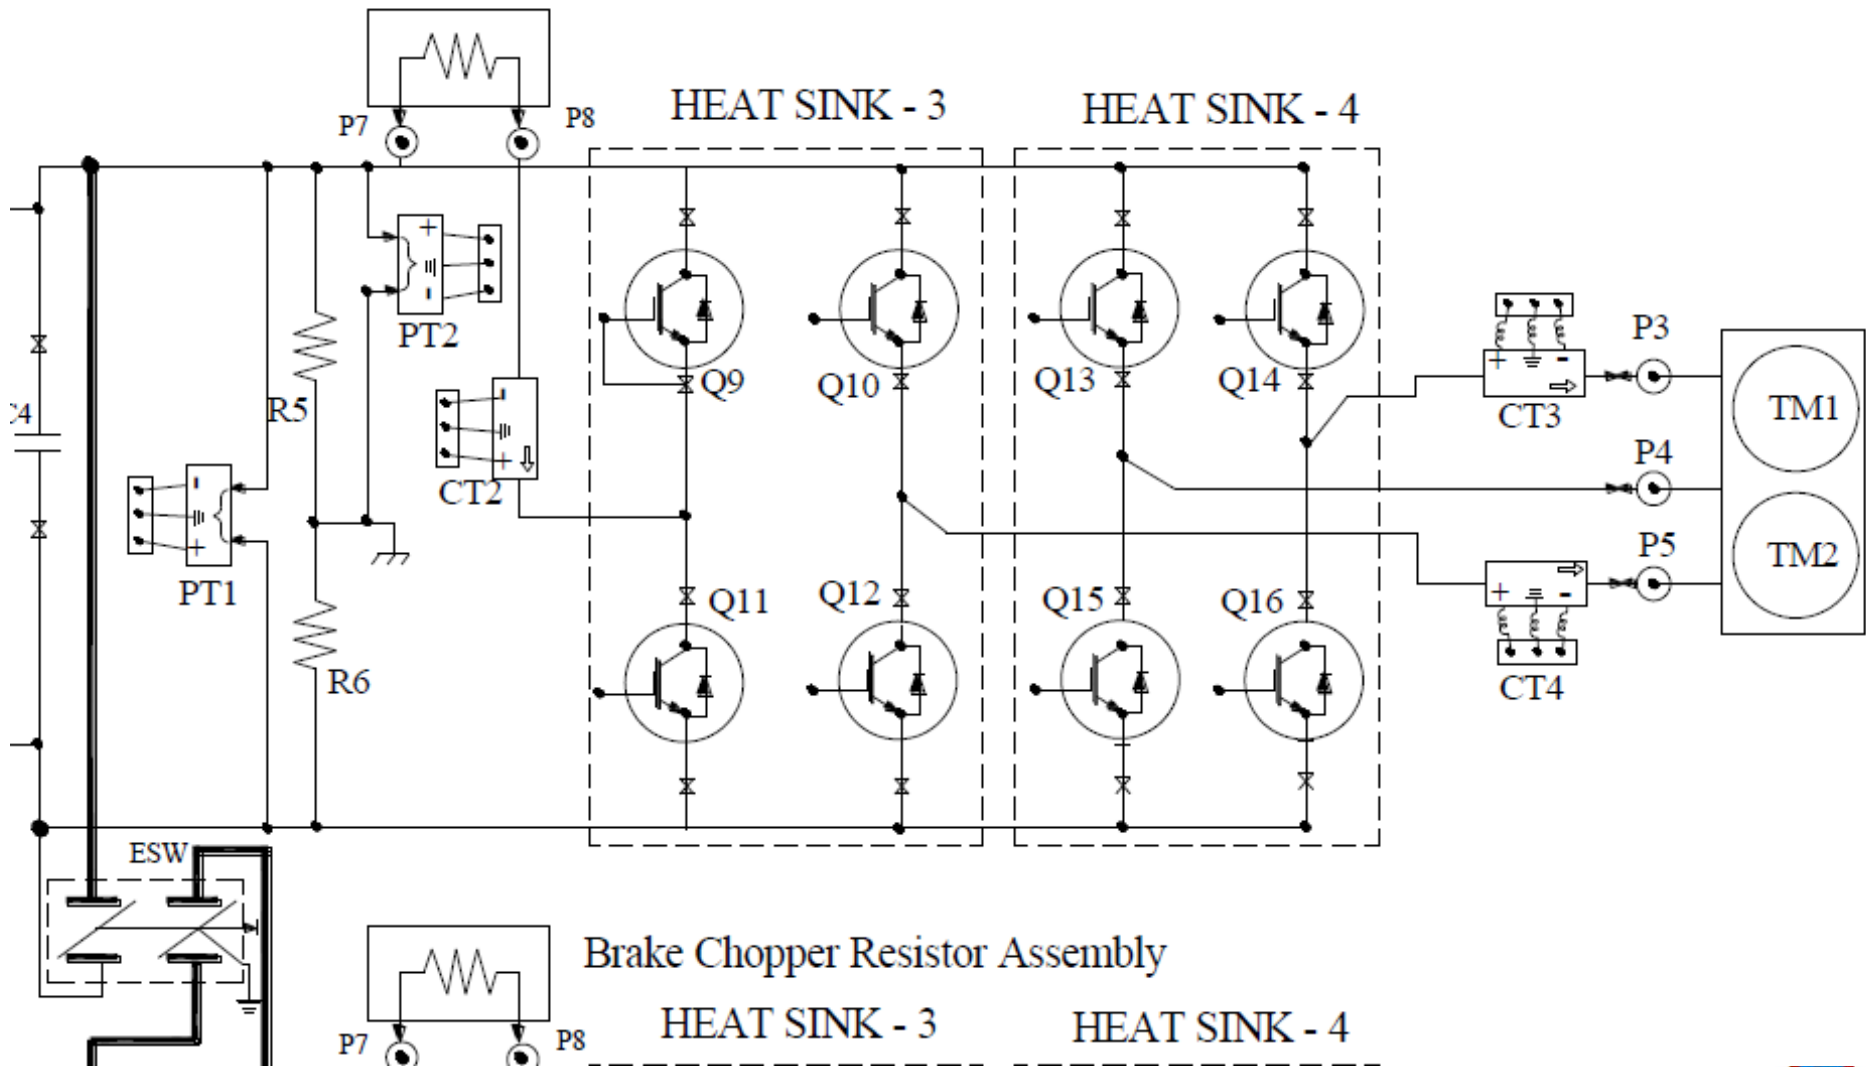 HEAT SINK - 3
HEAT SINK - 4
P7
P8
PT2
+
-
Q9
Q10
Q13
Q14
+
-
CT3
P3
TM1
R5
-
+
CT2
P4
-
+
PT1
P5
TM2
Q11
Q12
Q15
Q16
+
-
CT4
R6
ESW
Brake Chopper Resistor Assembly
HEAT SINK - 3
HEAT SINK - 4
P7
P8